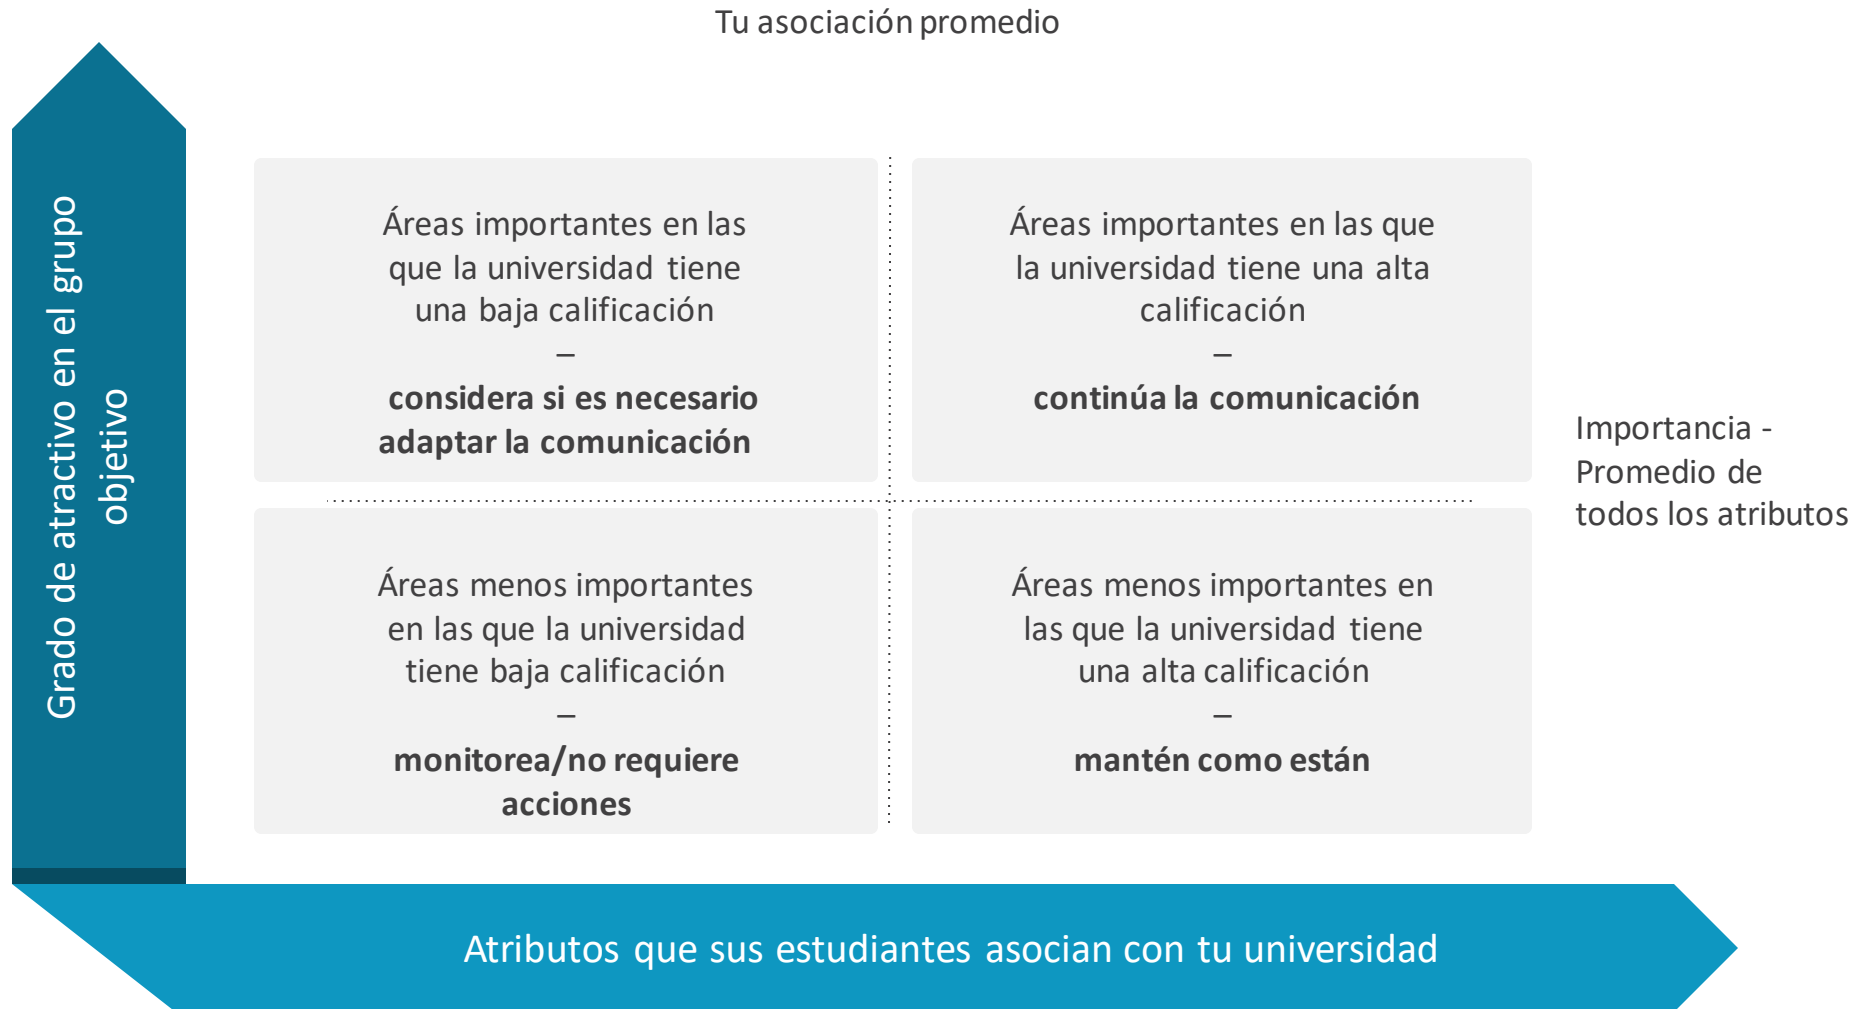 Tu asociación promedio
Grado de atractivo en el grupo
objetivo
Áreas importantes en las
que la universidad tiene
una baja calificación
–
considera si es necesario
adaptar la comunicación
Áreas importantes en las que
la universidad tiene una alta
calificación
–
continúa la comunicación
Importancia -
Promedio de
todos los atributos
Áreas menos importantes
en las que la universidad
tiene baja calificación
–
monitorea/no requiere
acciones
Áreas menos importantes en
las que la universidad tiene
una alta calificación
–
mantén como están
Atributos que sus estudiantes asocian con tu universidad